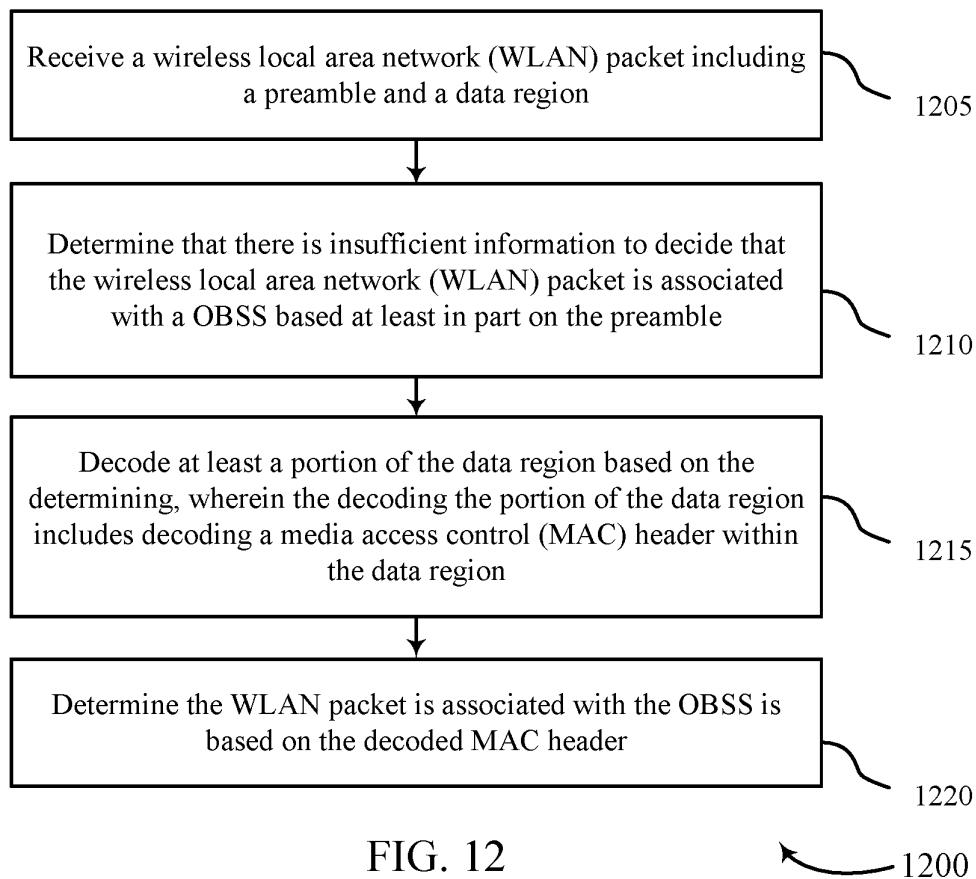 Receive a wireless local area network (WLAN) packet including
a preamble and a data region
1205
Determine that there is insufficient information to decide that
the wireless local area network (WLAN) packet is associated
with a OBSS based at least in part on the preamble
1210
Decode at least a portion of the data region based on the
determining, wherein the decoding the portion of the data region
includes decoding a media access control (MAC) header within
the data region
1215
Determine the WLAN packet is associated with the OBSS is
based on the decoded MAC header
1220
FIG. 12
1200